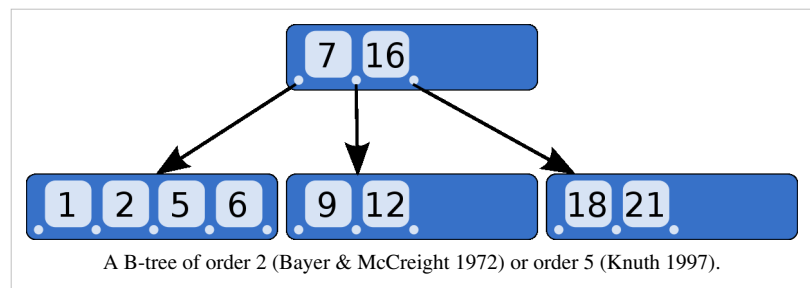 7 16
1 2 5 6 9 12 18 21
A B-tree of order 2 (Bayer & McCreight 1972) or order 5 (Knuth 1997).